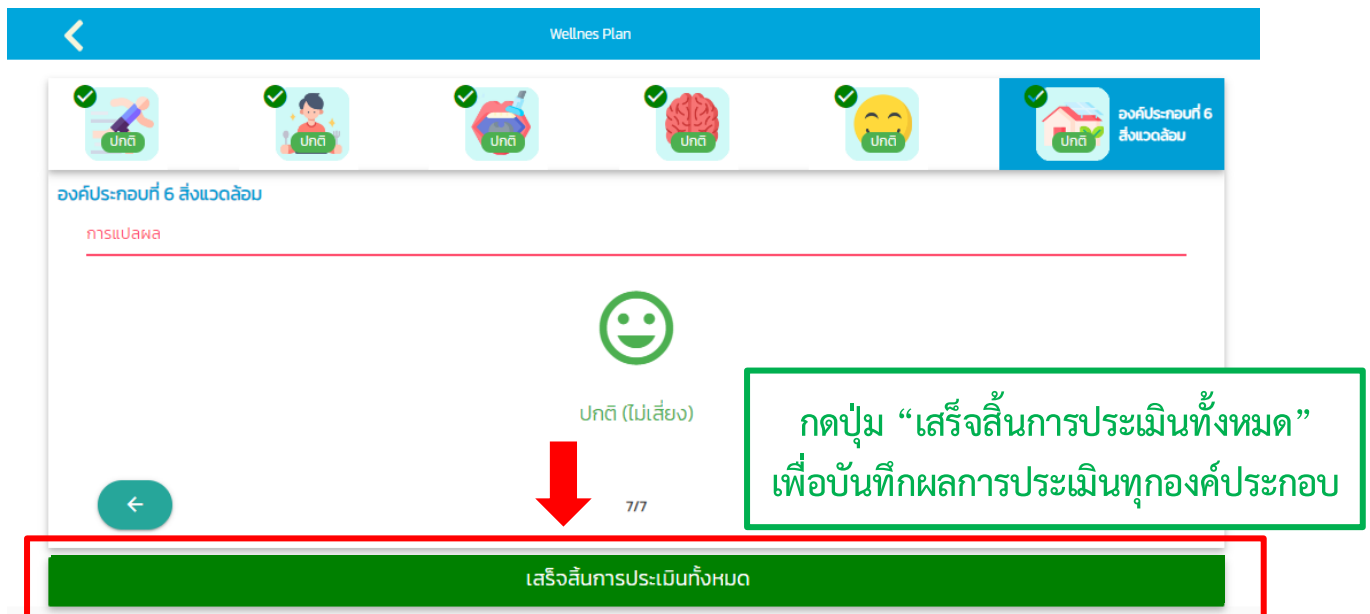 Wellnes Plan
ปกติ
ปกติ
ปกติ
ปกติ
ปกติ
ปกติ
องค์ประกอบที่ 6
สิ่งแวดล้อม
องค์ประกอบที่ 6 สิ่งแวดล้อม
การแปลผล
ปกติ (ไม่เสี่ยง)
กดปุ่ม “เสร็จสิ้นการประเมินทั้งหมด”
เพื่อบันทึกผลการประเมินทุกองค์ประกอบ
7/7
เสร็จสิ้นการประเมินทั้งหมด